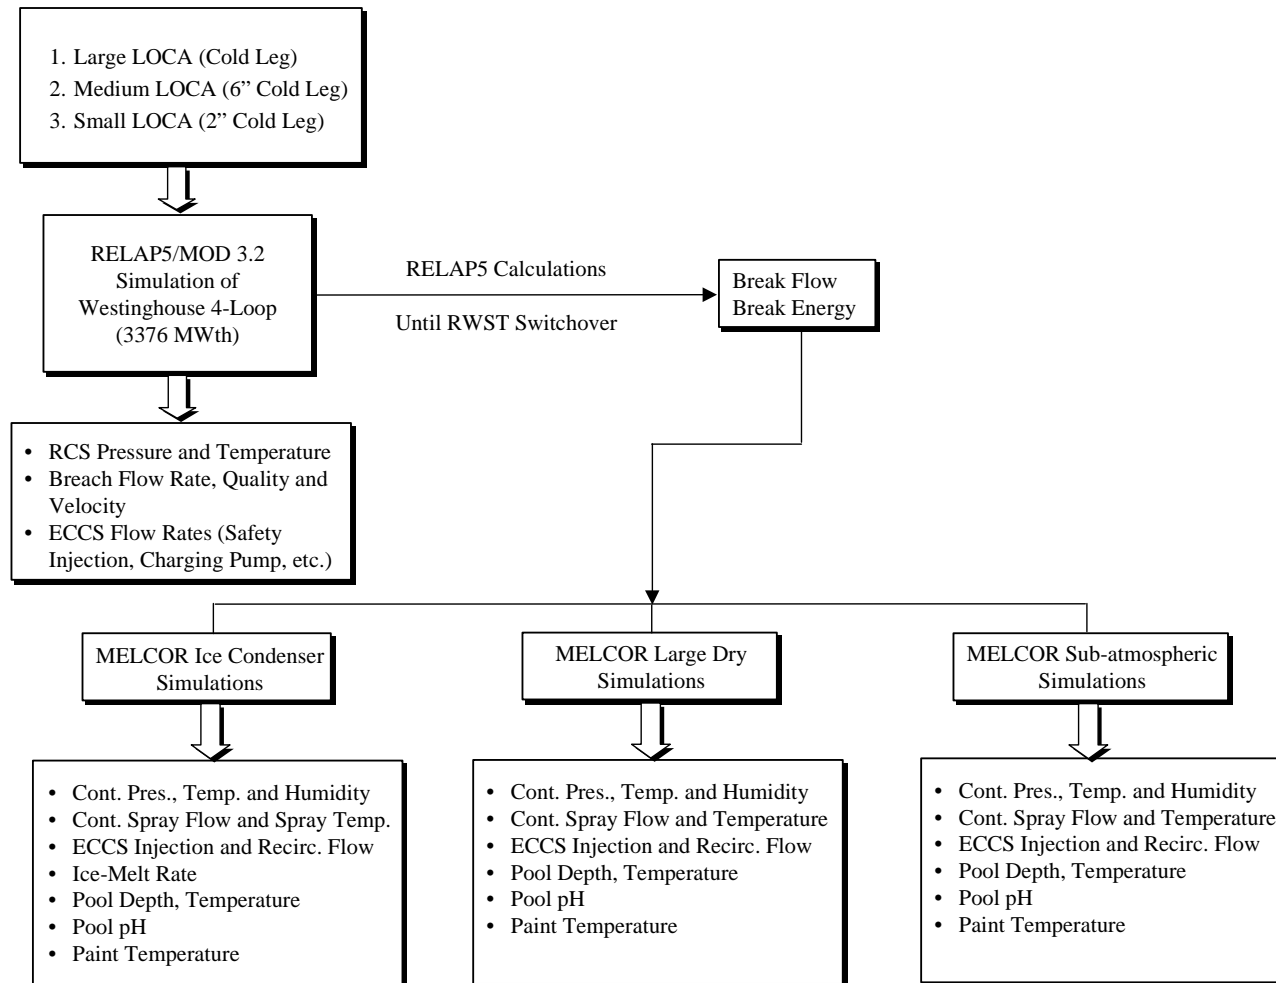 1. Large LOCA (Cold Leg)
2. Medium LOCA (6” Cold Leg)
3. Small LOCA (2” Cold Leg)
RELAP5/MOD 3.2
Simulation of
Westinghouse 4-Loop
(3376 MWth)
RELAP5 Calculations
Until RWST Switchover
Break Flow
Break Energy
• RCS Pressure and Temperature
• Breach Flow Rate, Quality and
Velocity
• ECCS Flow Rates (Safety
Injection, Charging Pump, etc.)
MELCOR Ice Condenser
Simulations
MELCOR Large Dry
Simulations
MELCOR Sub-atmospheric
Simulations
• Cont. Pres., Temp. and Humidity
• Cont. Spray Flow and Spray Temp.
• ECCS Injection and Recirc. Flow
• Ice-Melt Rate
• Pool Depth, Temperature
• Pool pH
• Paint Temperature
• Cont. Pres., Temp. and Humidity
• Cont. Spray Flow and Temperature
• ECCS Injection and Recirc. Flow
• Pool Depth, Temperature
• Pool pH
• Paint Temperature
• Cont. Pres., Temp. and Humidity
• Cont. Spray Flow and Temperature
• ECCS Injection and Recirc. Flow
• Pool Depth, Temperature
• Pool pH
• Paint Temperature